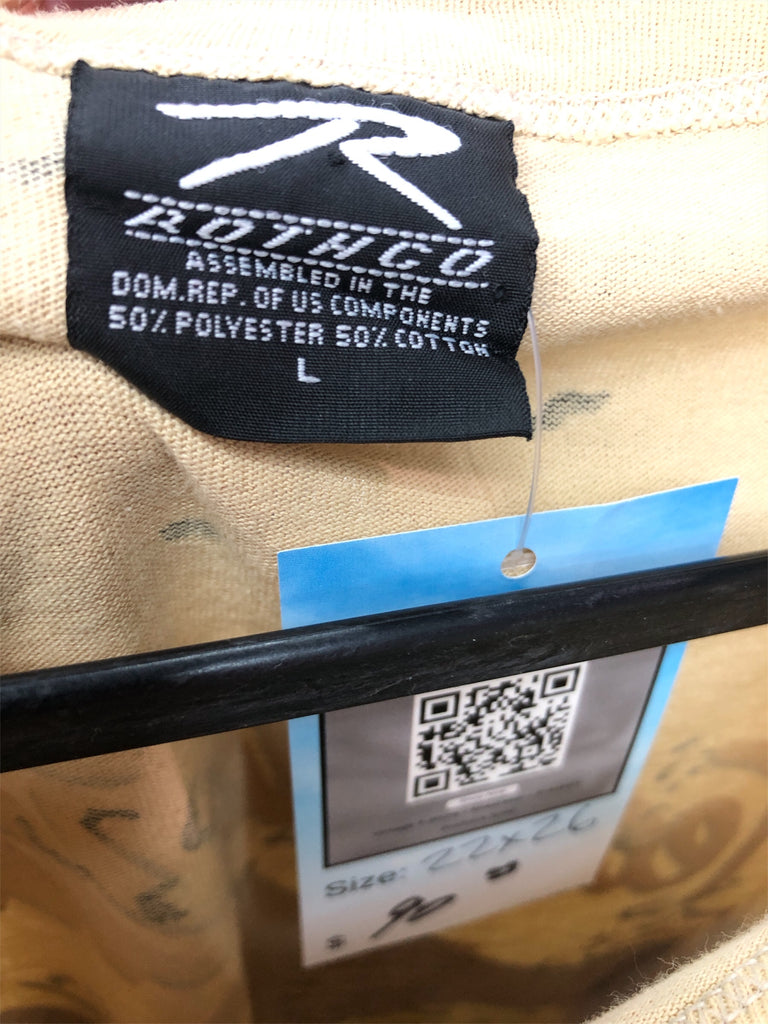 R
ROTHCO
ASSEMBLED IN THE
DOM.REP. OF US COMPONENTS
50% POLYESTER 50% COTTON
L
Size: 22x26
$ 90